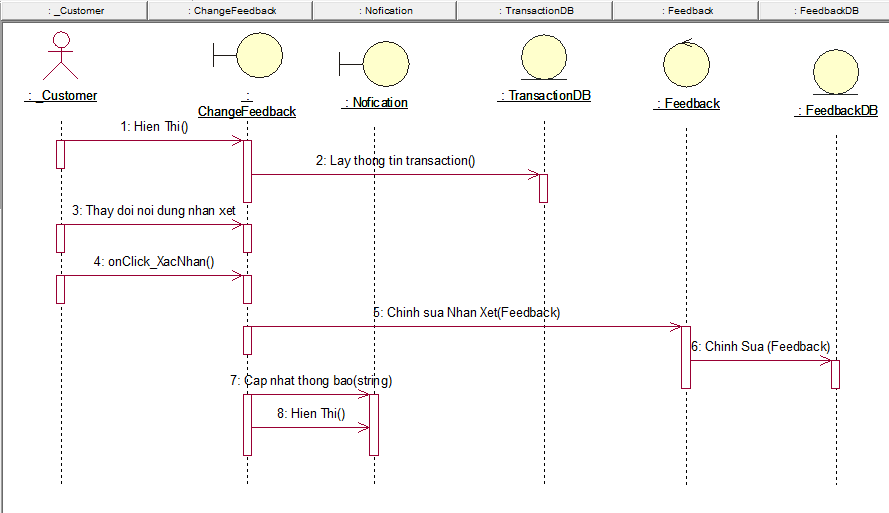 : _Customer
: ChangeFeedback
: Nofication
: TransactionDB
: Feedback
: FeedbackDB
: _Customer
:
ChangeFeedback
: Nofication
: TransactionDB
: Feedback
: FeedbackDB
1: Hien Thi()
2: Lay thong tin transaction()
3: Thay doi noi dung nhan xet
4: onClick_XacNhan()
5: Chinh sua Nhan Xet(Feedback)
6: Chinh Sua (Feedback)
7: Cap nhat thong bao(string)
8: Hien Thi()